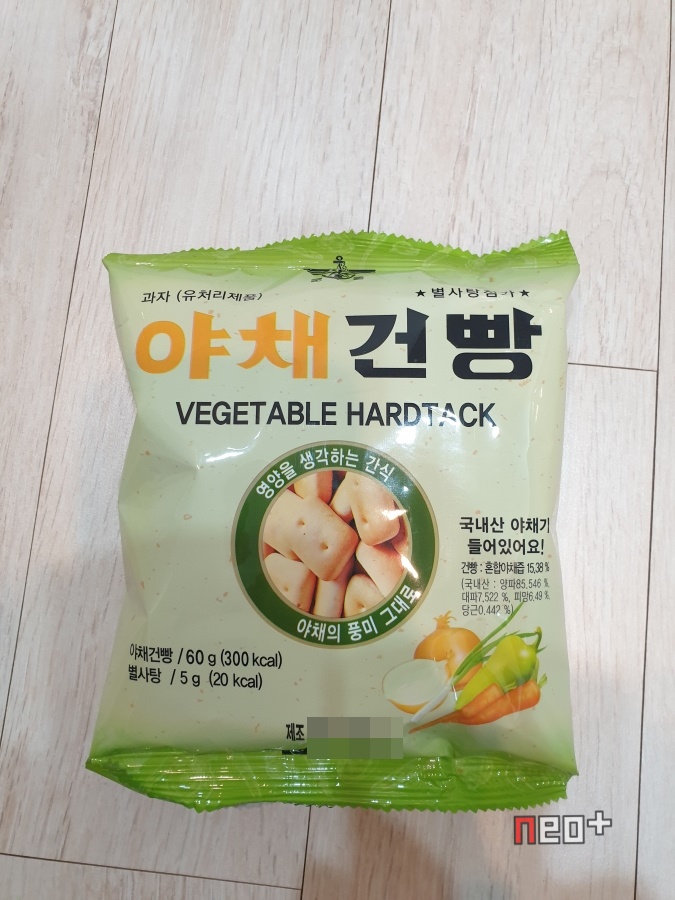 과자 (유처리제품)
★별사탕첨가★
야채건빵
VEGETABLE HARDTACK
영양을 생각하는 간식
야채의 풍미 그대로
국내산 야채가
들어있어요!
건빵 : 혼합야채즙 15.38 %
(국내산 : 양파85.546 %,
대파7.522 %, 피망6.49 %,
당근0.442 %)
야채건빵 / 60 g (300 kcal)
별사탕 / 5 g (20 kcal)
제조
neo+